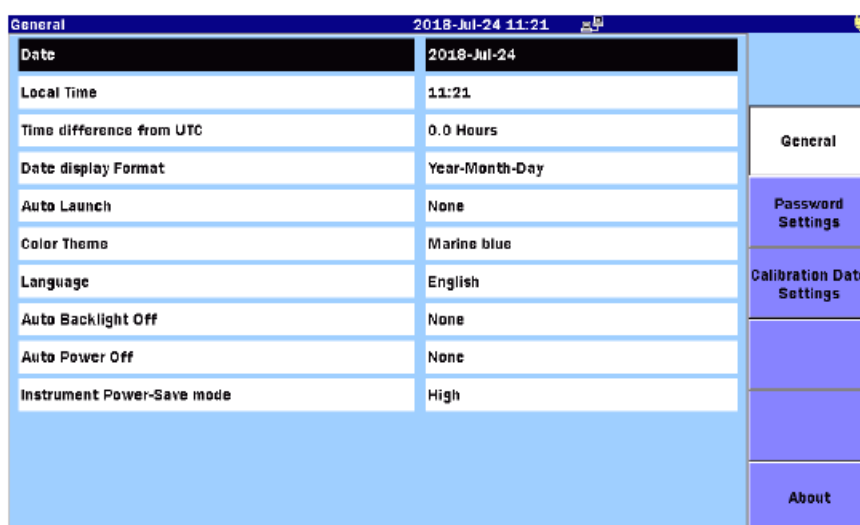 General 2018-Jul-24 11:21
Date 2018-Jul-24
Local Time 11:21
Time difference from UTC 0.0 Hours
Date display Format Year-Month-Day
Auto Launch None
Color Theme Marine blue
Language English
Auto Backlight Off None
Auto Power Off None
Instrument Power-Save mode High
General
Password
Settings
Calibration Date
Settings
About